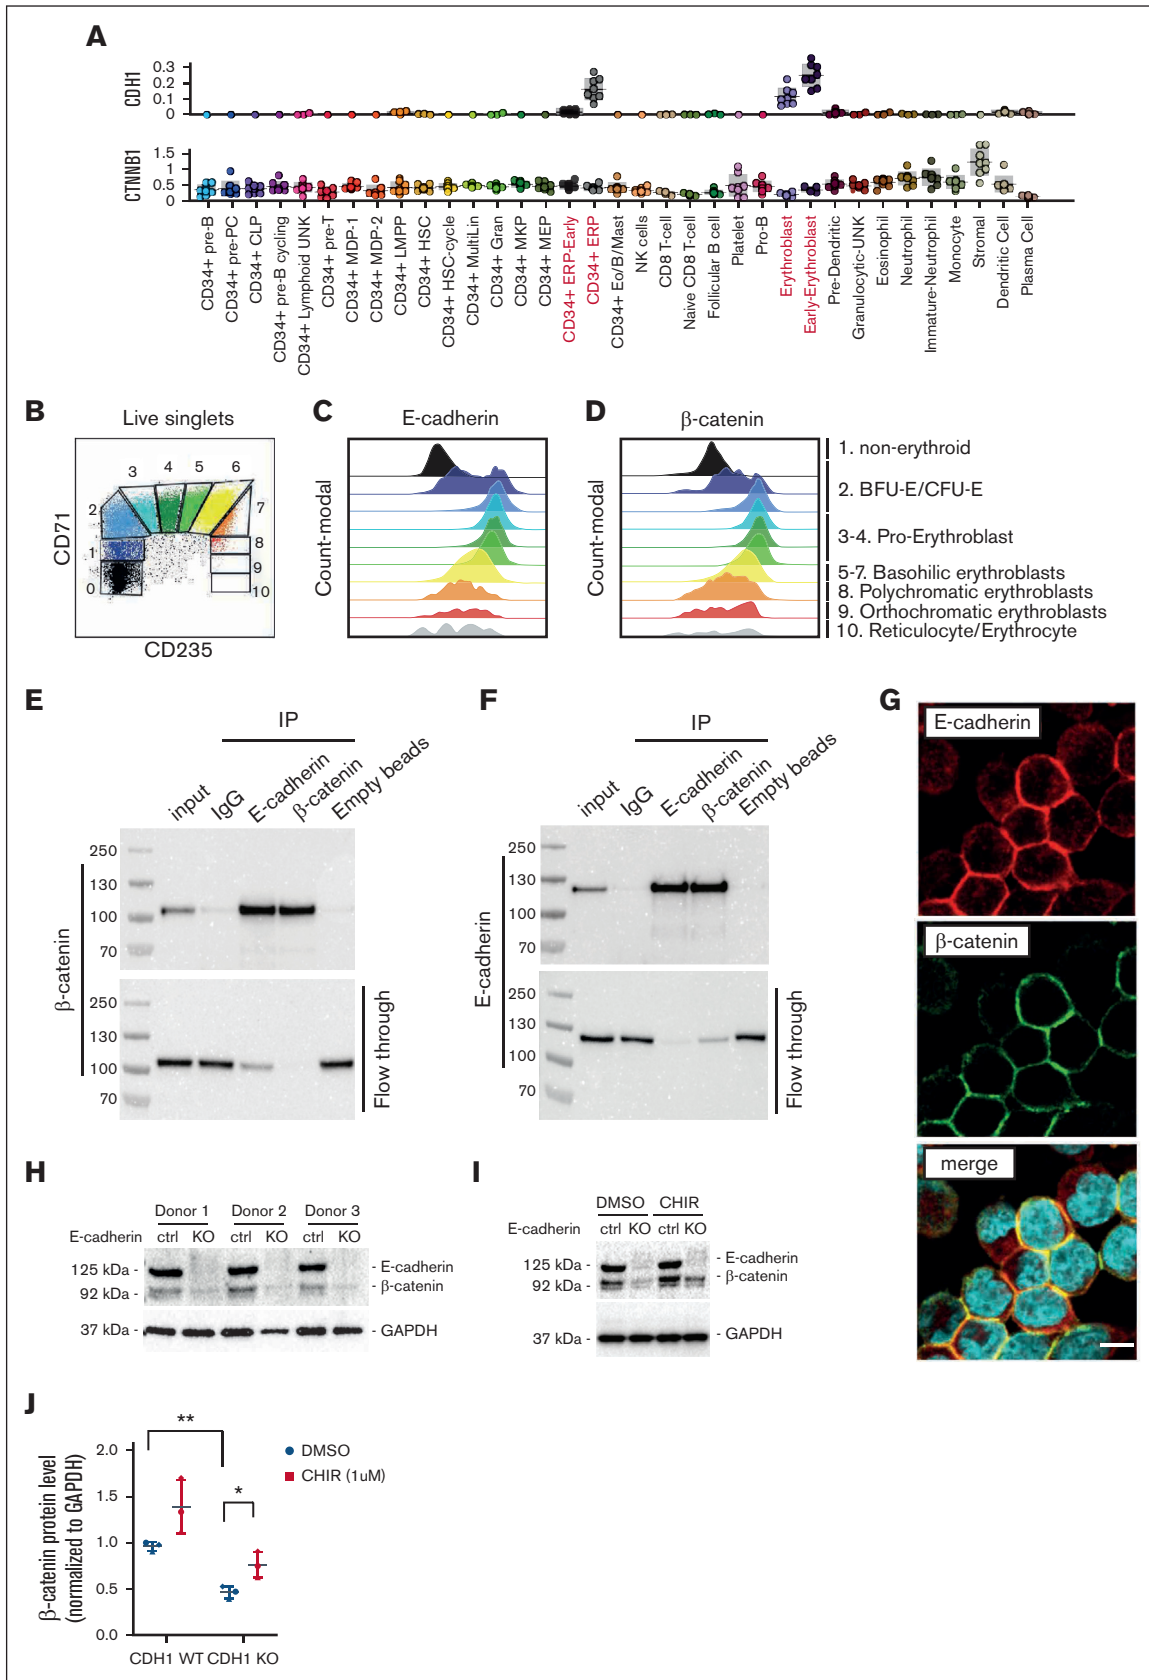 A
CDH1
0.3
0.2
0.1
0
CTNNB1
1.5
1
0.5
0
CD34+ pre-B
CD34+ pre-PC
CD34+ CLP
CD34+ pre-B cycling
CD34+ Lymphoid UNK
CD34+ pre-T
CD34+ MDP-1
CD34+ MDP-2
CD34+ LMPP
CD34+ HSC
CD34+ HSC-cycle
CD34+ MultiLin
CD34+ Gran
CD34+ MKP
CD34+ MEP
CD34+ ERP-Early
CD34+ ERP
CD34+ Eo/B/Mast
NK cells
CD8 T-cell
Naive CD8 T-cell
Follicular B cell
Platelet
Pro-B
Erythroblast
Early-Erythroblast
Pre-Dendritic
Granulocytic-UNK
Eosinophil
Neutrophil
Immature-Neutrophil
Monocyte
Stromal
Dendritic Cell
Plasma Cell
B
Live singlets
CD71
3 4 5 6
2 7
1 8
9
0 10
CD235
C
E-cadherin
Count-modal
D
β-catenin
Count-modal
1. non-erythroid
2. BFU-E/CFU-E
3-4. Pro-Erythroblast
5-7. Basohilic erythroblasts
8. Polychromatic erythroblasts
9. Orthochromatic erythroblasts
10. Reticulocyte/Erythrocyte
E
IP
input IgG E-cadherin β-catenin Empty beads
β-catenin
250
130
100
70
250
130
100
70
Flow through
F
IP
input IgG E-cadherin β-catenin Empty beads
E-cadherin
250
130
100
70
250
130
100
70
Flow through
G
E-cadherin
β-catenin
merge
H
Donor 1 Donor 2 Donor 3
E-cadherin ctrl KO ctrl KO ctrl KO
125 kDa - - E-cadherin
92 kDa - - β-catenin
37 kDa - - GAPDH
I
DMSO CHIR
E-cadherin ctrl KO ctrl KO
125 kDa - - E-cadherin
92 kDa - - β-catenin
37 kDa - - GAPDH
J
β-catenin protein level
(normalized to GAPDH)
2.0
1.5
1.0
0.5
0.0
**
*
DMSO
CHIR (1uM)
CDH1 WT CDH1 KO